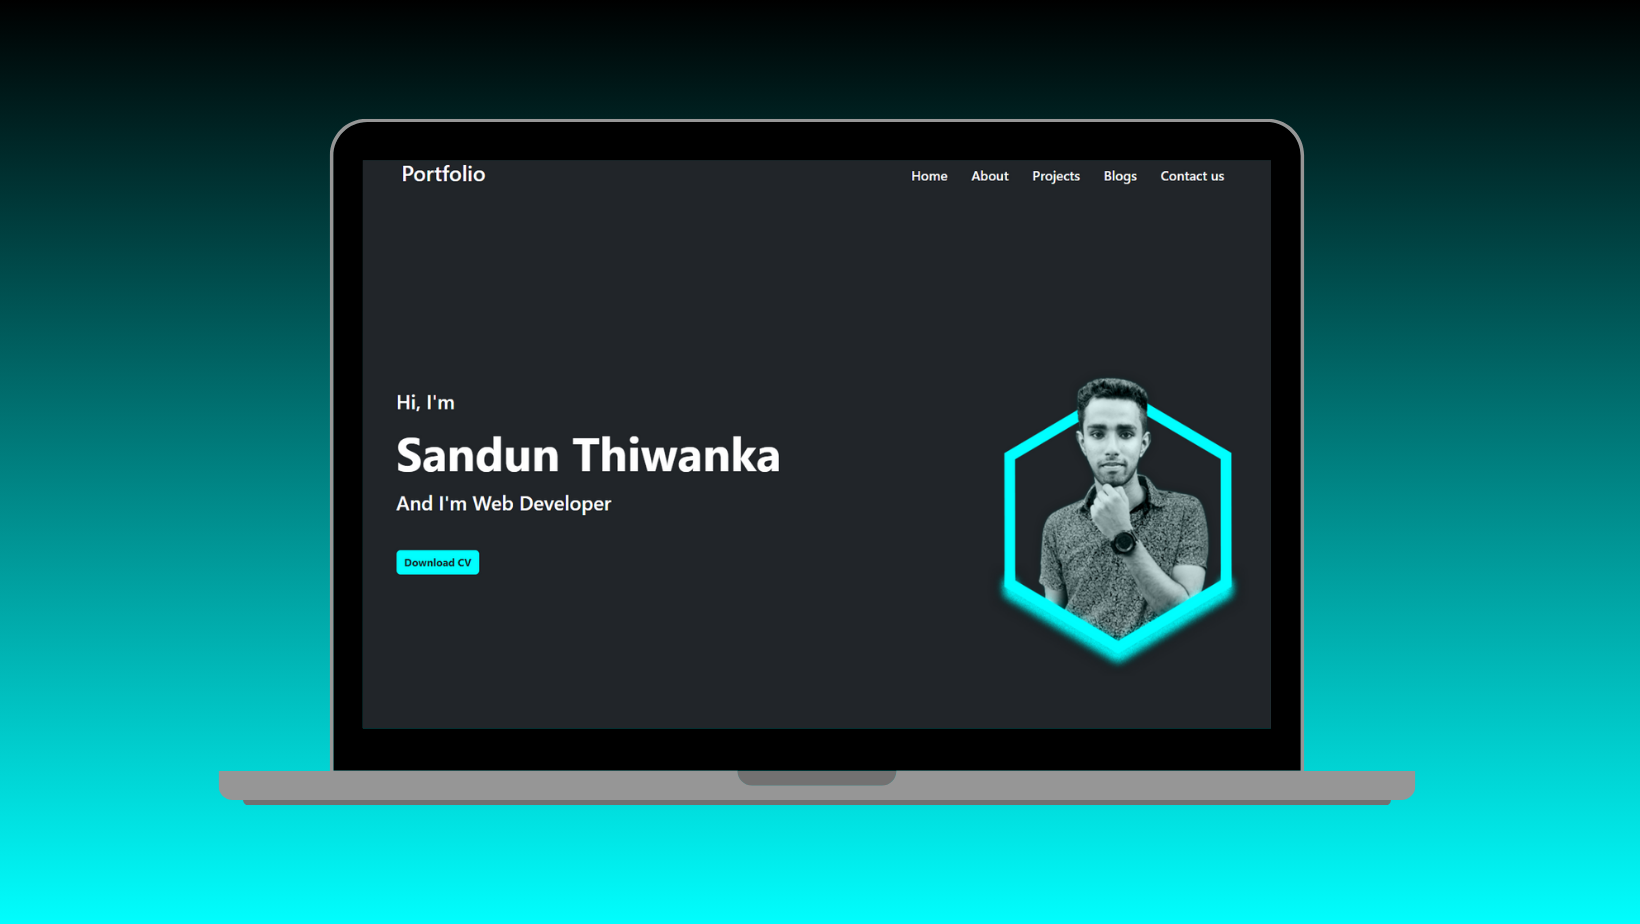 Portfolio
Home About Projects Blogs Contact us
Hi, I'm
Sandun Thiwanka
And I'm Web Developer
Download CV